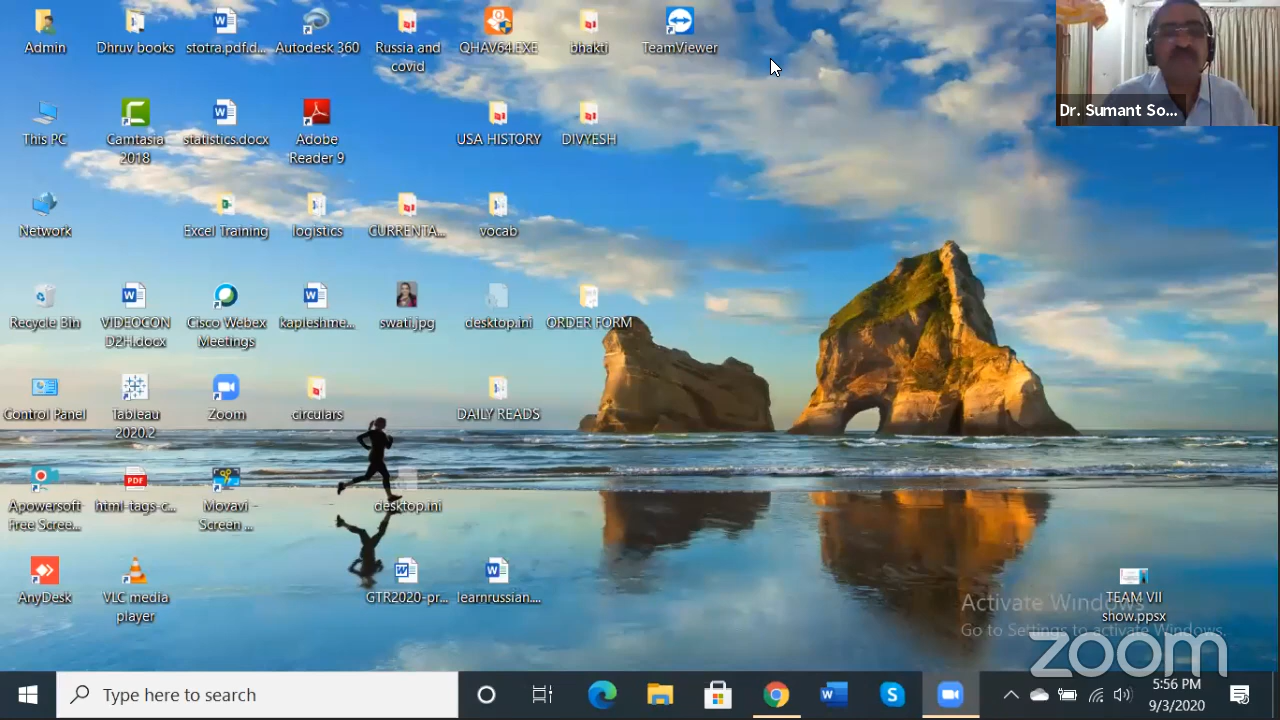 Admin
Dhruv books
stotra.pdf.d...
Autodesk 360
Russia and
covid
QHAV64.EXE
bhakti
TeamViewer
Dr. Sumant So...
This PC
Camtasia
2018
statistics.docx
Adobe
Reader 9
USA HISTORY
DIVYESH
Network
Excel Training
logistics
CURRENTA...
vocab
Recycle Bin
VIDEOCON
D2H.docx
Cisco Webex
Meetings
kapleshme...
swati.jpg
desktop.ini
ORDER FORM
Control Panel
Tableau
2020.2
Zoom
circulars
DAILY READS
Apowersoft
Free Scree...
PDF
html-tags-c...
Movavi -
Screen ...
desktop.ini
AnyDesk
VLC media
player
GTR2020-pr...
learnrussian....
TEAM VII
show.ppsx
Activate Windows
Go to Settings to activate Windows.
zoom
Type here to search
5:56 PM
9/3/2020